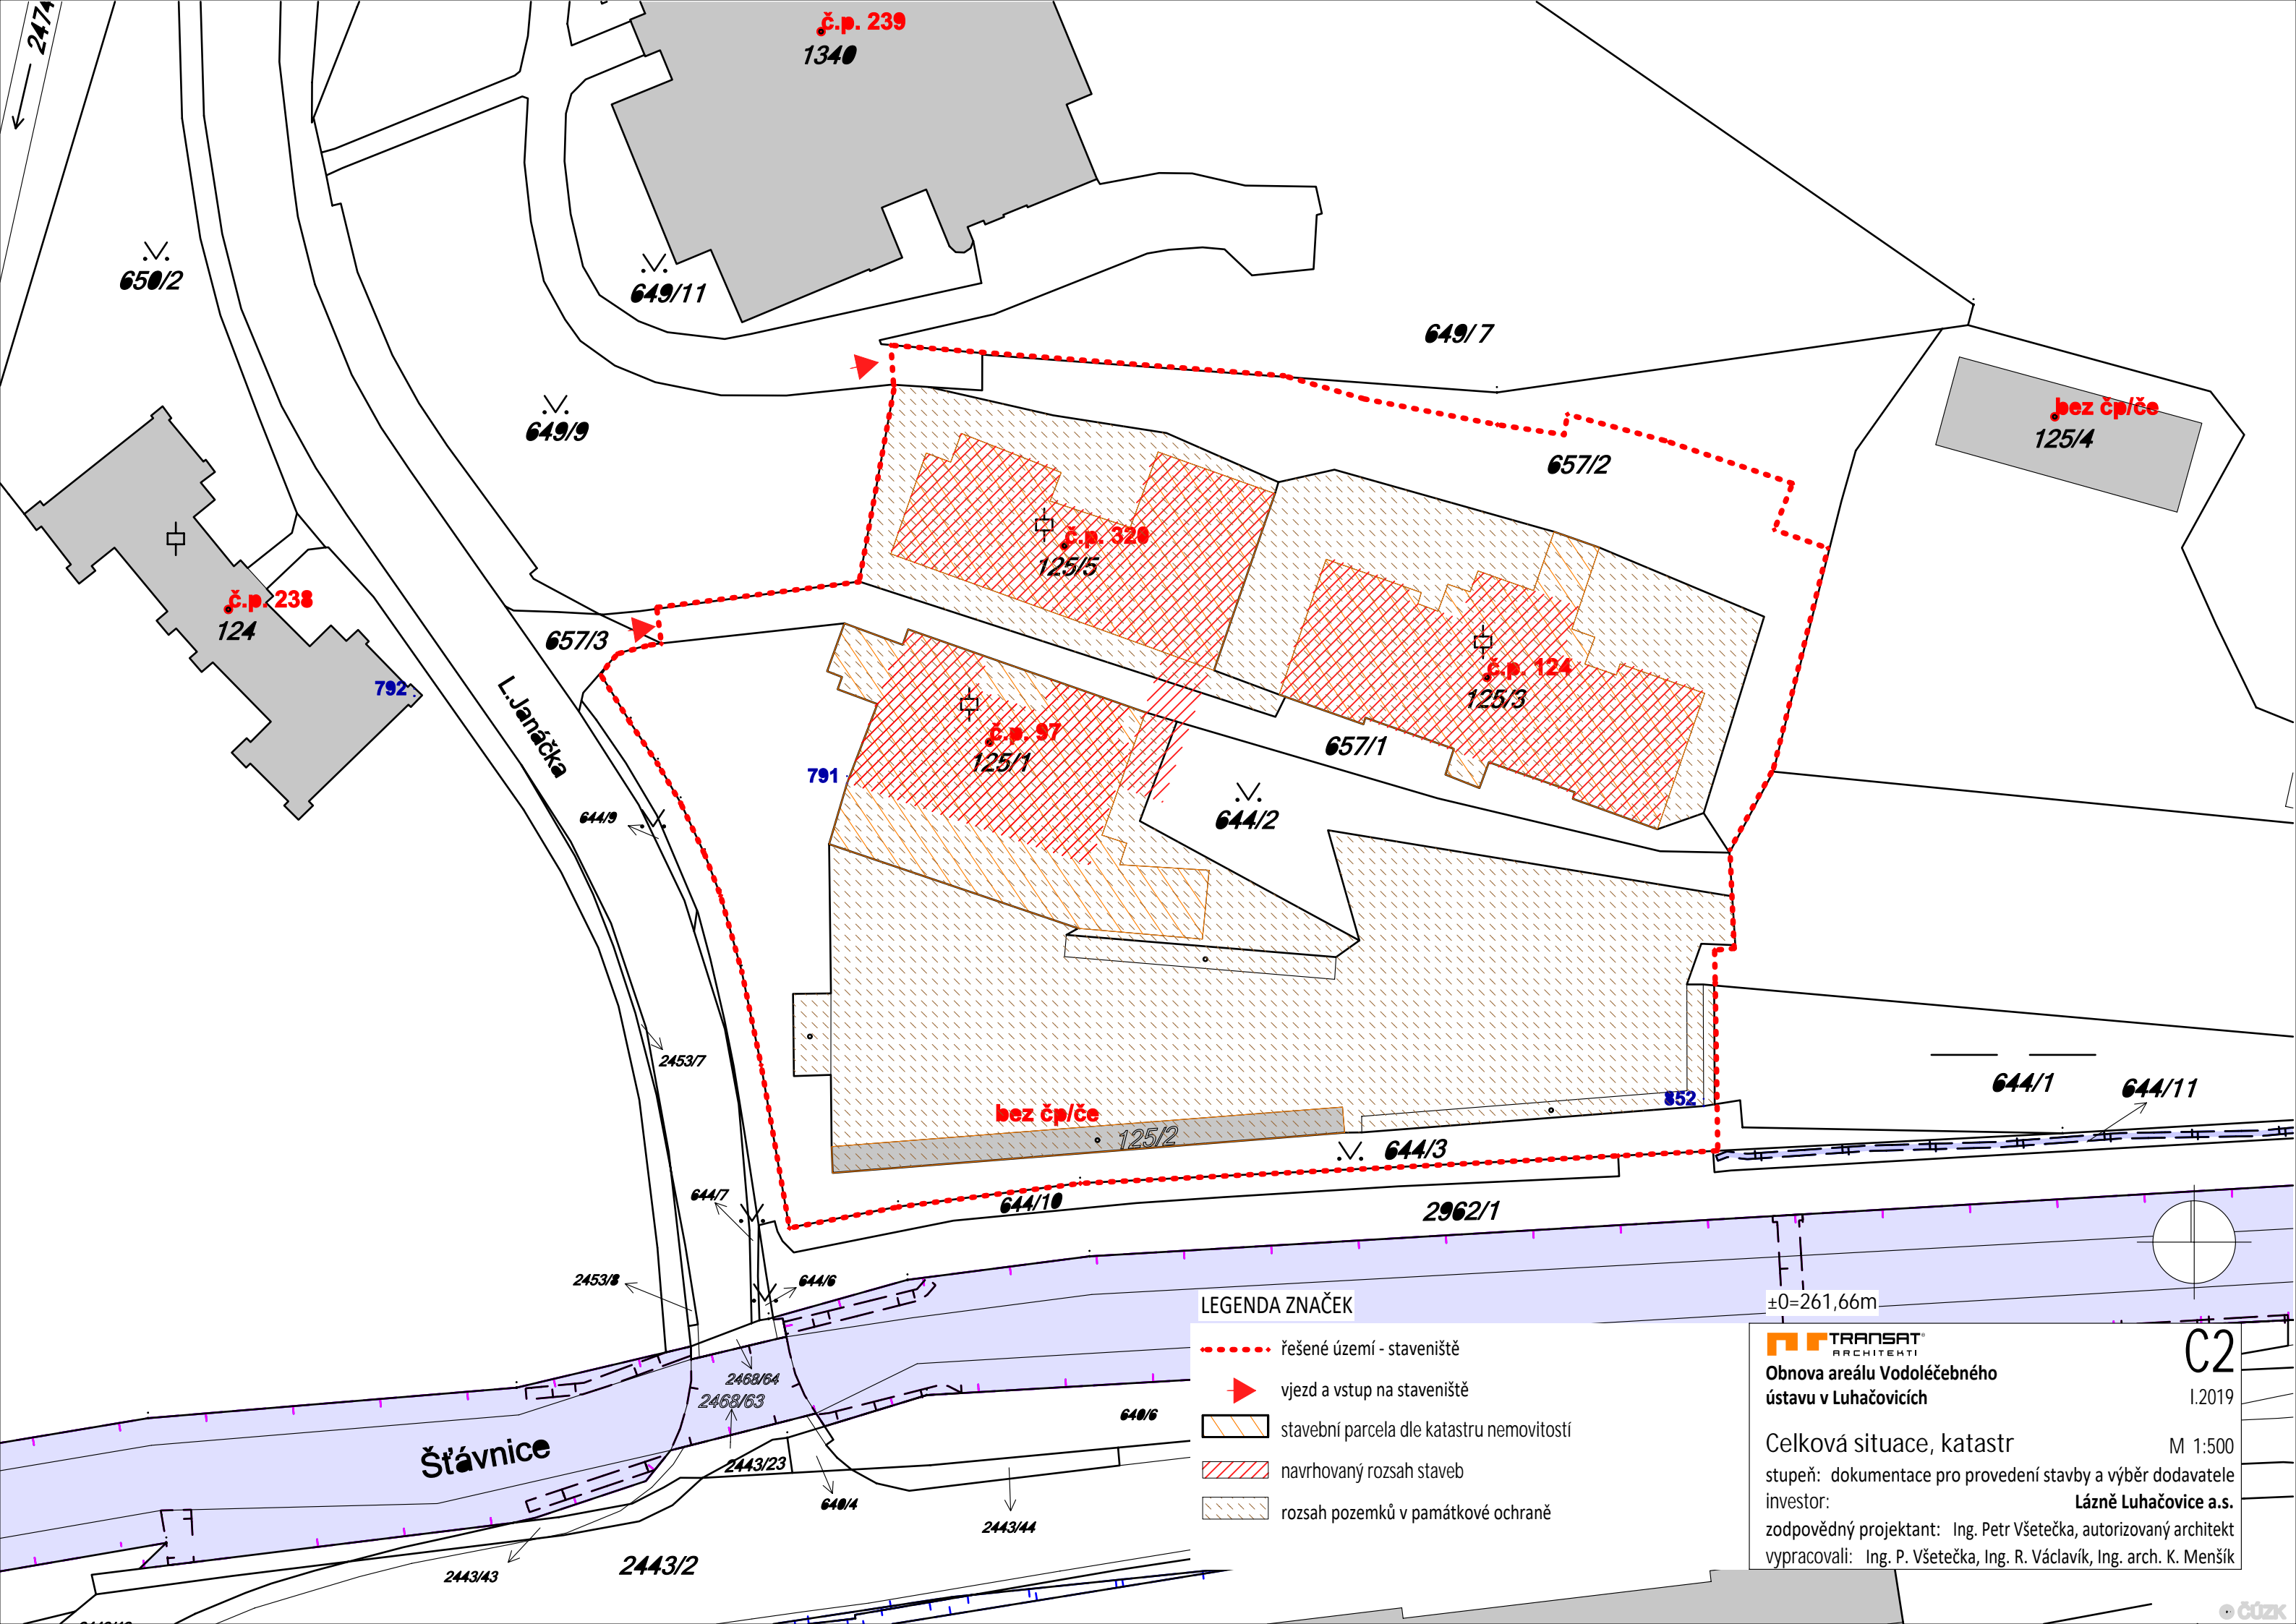 2474
č.p. 239
1340
650/2
649/11
649/7
649/9
bez čp/če
125/4
657/2
č.p. 320
125/5
č.p. 238
124
657/3
792
č.p. 124
125/3
L.Janáčka
č.p. 97
125/1
657/1
791
644/9
644/2
2453/7
644/1
644/11
852
bez čp/če
125/2
644/3
644/7
644/10
2962/1
2453/8
644/6
LEGENDA ZNAČEK
řešené území - staveniště
vjezd a vstup na staveniště
stavební parcela dle katastru nemovitostí
navrhovaný rozsah staveb
rozsah pozemků v památkové ochraně
±0=261,66m
TRANSAT
ARCHITEKTI
C2
Obnova areálu Vodoléčebného
ústavu v Luhačovicích
I.2019
Celková situace, katastr M 1:500
stupeň: dokumentace pro provedení stavby a výběr dodavatele
investor: Lázně Luhačovice a.s.
zodpovědný projektant: Ing. Petr Všetečka, autorizovaný architekt
vypracovali: Ing. P. Všetečka, Ing. R. Václavík, Ing. arch. K. Menšík
2468/64
2468/63
640/6
Šťávnice
2443/23
640/4
2443/44
2443/2
2443/43
ČÚZK